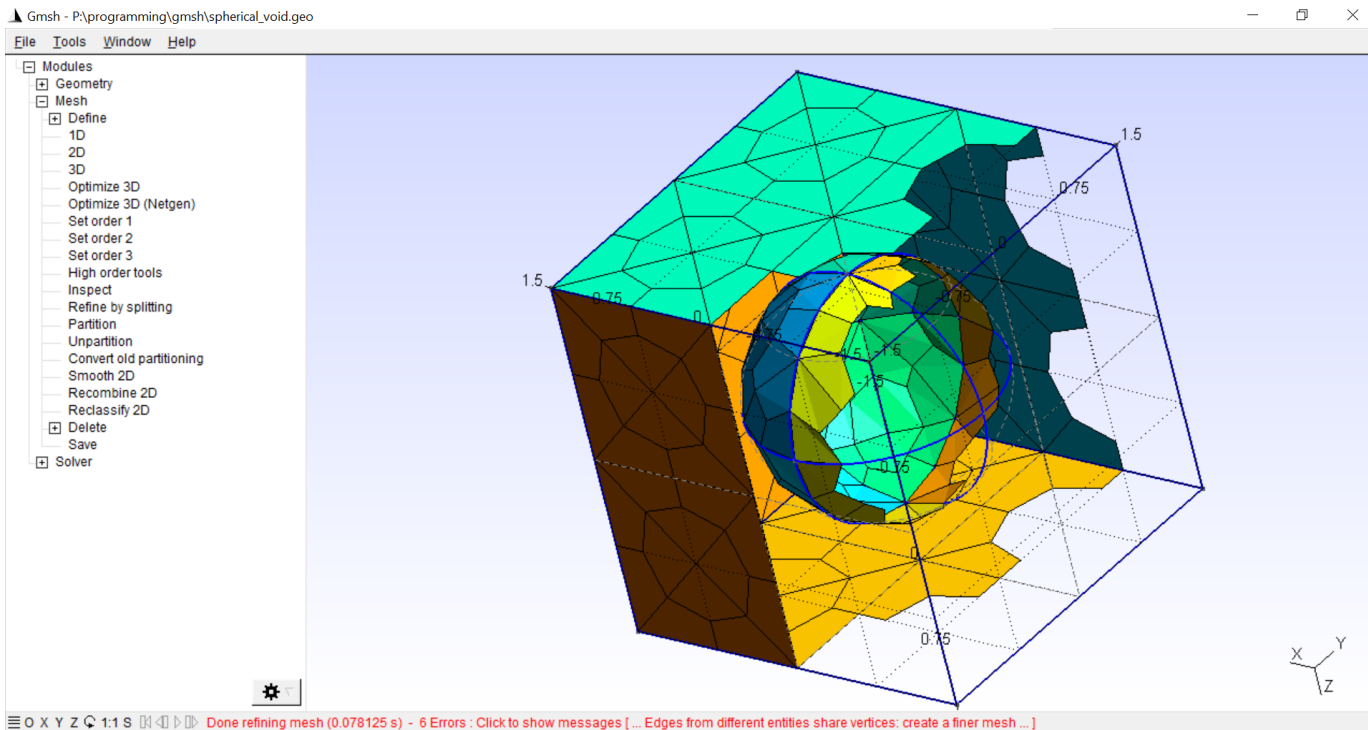 Gmsh - P:\programming\gmsh\spherical_void.geo
File Tools Window Help
Modules
Geometry
Mesh
Define
1D
2D
3D
Optimize 3D
Optimize 3D (Netgen)
Set order 1
Set order 2
Set order 3
High order tools
Inspect
Refine by splitting
Partition
Unpartition
Convert old partitioning
Smooth 2D
Recombine 2D
Reclassify 2D
Delete
Save
Solver
1.5
0.75
0
-0.75
1.5
0.75
0
-0.75
-1.5
-1.5
-1.5
-0.75
0
0.75
X
Y
Z
O X Y Z 1:1 S Done refining mesh (0.078125 s) - 6 Errors : Click to show messages [ ... Edges from different entities share vertices: create a finer mesh ... ]